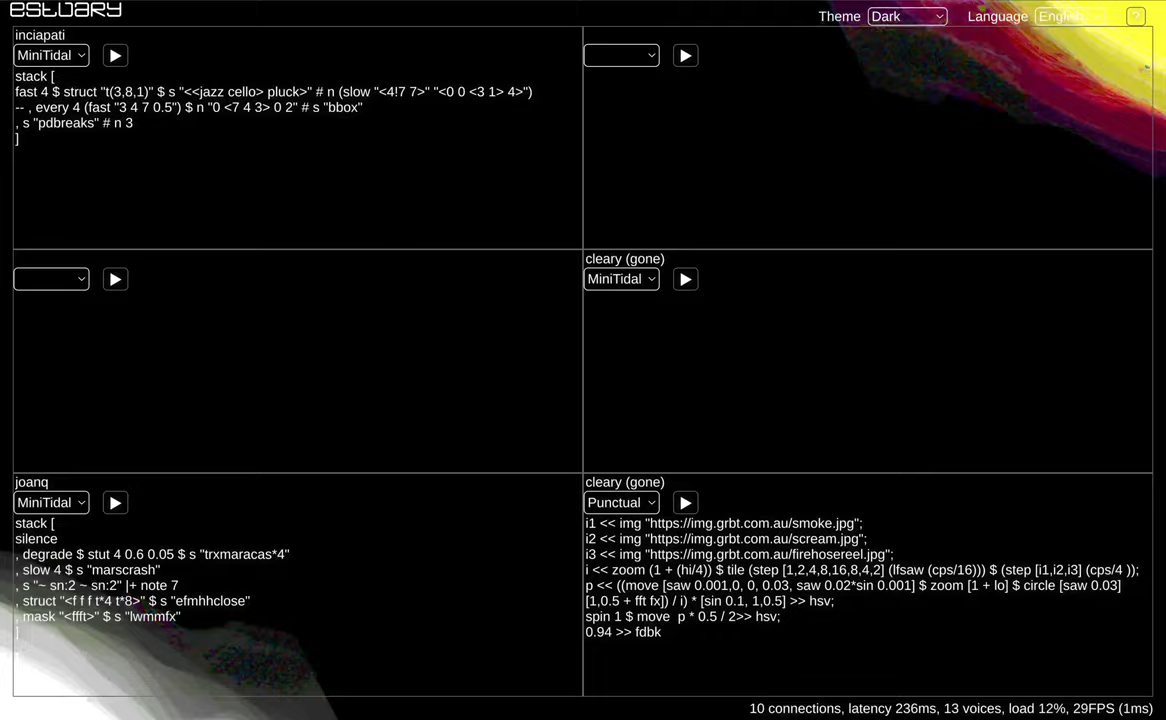 estuary
Theme Dark Language English ?
inciapati
MiniTidal
stack [
fast 4 $ struct "t(3,8,1)" $ s "<<jazz cello> pluck>" # n (slow "<4!7 7>" "<0 0 <3 1> 4>")
-- , every 4 (fast "3 4 7 0.5") $ n "0 <7 4 3> 0 2" # s "bbox"
, s "pdbreaks" # n 3
]
cleary (gone)
MiniTidal
joanq
MiniTidal
stack [
silence
, degrade $ stut 4 0.6 0.05 $ s "trxmaracas*4"
, slow 4 $ s "marscrash"
, s "~ sn:2 ~ sn:2" |+ note 7
, struct "<f f f t*4 t*8>" $ s "efmhhclose"
, mask "<ffft>" $ s "lwmmfx"
]
cleary (gone)
Punctual
i1 << img "https://img.grbt.com.au/smoke.jpg";
i2 << img "https://img.grbt.com.au/scream.jpg";
i3 << img "https://img.grbt.com.au/firehosereel.jpg";
i << zoom (1 + (hi/4)) $ tile (step [1,2,4,8,16,8,4,2] (lfsaw (cps/16))) $ (step [i1,i2,i3] (cps/4 ));
p << ((move [saw 0.001,0, 0, 0.03, saw 0.02*sin 0.001] $ zoom [1 + lo] $ circle [saw 0.03]
[1,0.5 + fft fx]) / i) * [sin 0.1, 1,0.5] >> hsv;
spin 1 $ move  p * 0.5 / 2>> hsv;
0.94 >> fdbk
10 connections, latency 236ms, 13 voices, load 12%, 29FPS (1ms)